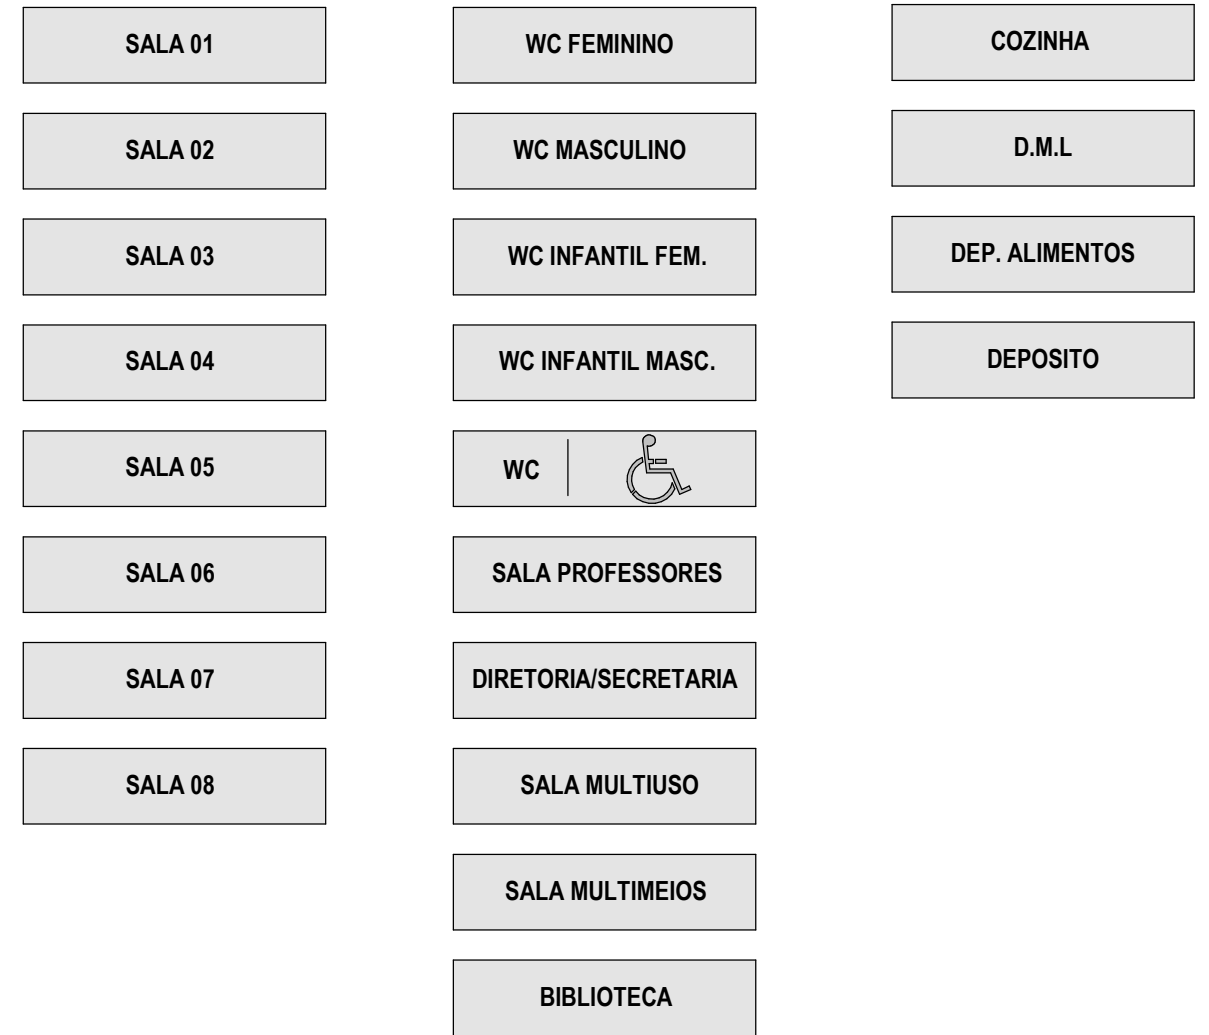 SALA 01
SALA 02
SALA 03
SALA 04
SALA 05
SALA 06
SALA 07
SALA 08
WC FEMININO
WC MASCULINO
WC INFANTIL FEM.
WC INFANTIL MASC.
WC
SALA PROFESSORES
DIRETORIA/SECRETARIA
SALA MULTIUSO
SALA MULTIMEIOS
BIBLIOTECA
COZINHA
D.M.L
DEP. ALIMENTOS
DEPOSITO